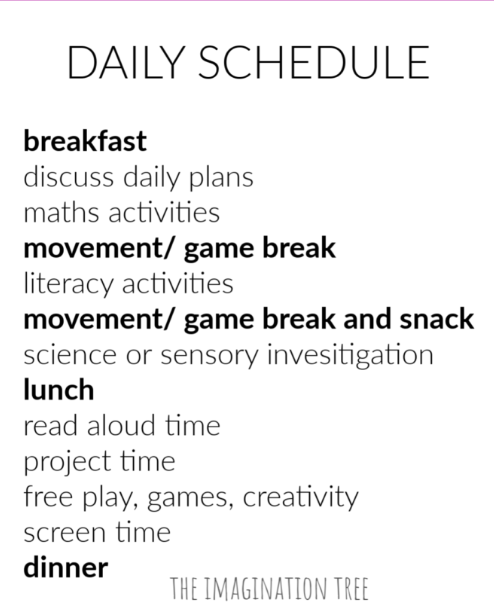 DAILY SCHEDULE
breakfast
discuss daily plans
maths activities
movement/ game break
literacy activities
movement/ game break and snack
science or sensory invesitigation
lunch
read aloud time
project time
free play, games, creativity
screen time
dinner
THE IMAGINATION TREE